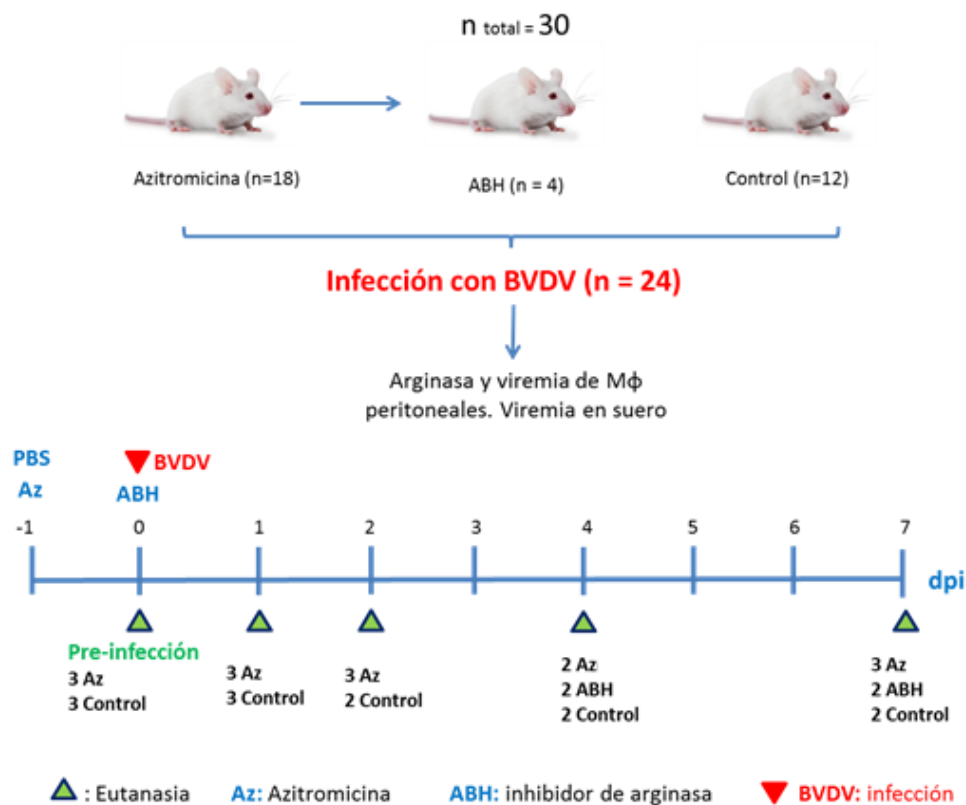 n total = 30
Azitromicina (n=18)
ABH (n = 4)
Control (n=12)
Infección con BVDV (n = 24)
Arginasa y viremia de Mϕ
peritoneales. Viremia en suero
PBS
Az
BVDV
ABH
-1 0 1 2 3 4 5 6 7
dpi
Pre-infección
3 Az
3 Control
3 Az
3 Control
3 Az
2 Control
2 Az
2 ABH
2 Control
3 Az
2 ABH
2 Control
: Eutanasia Az: Azitromicina ABH: inhibidor de arginasa BVDV: infección